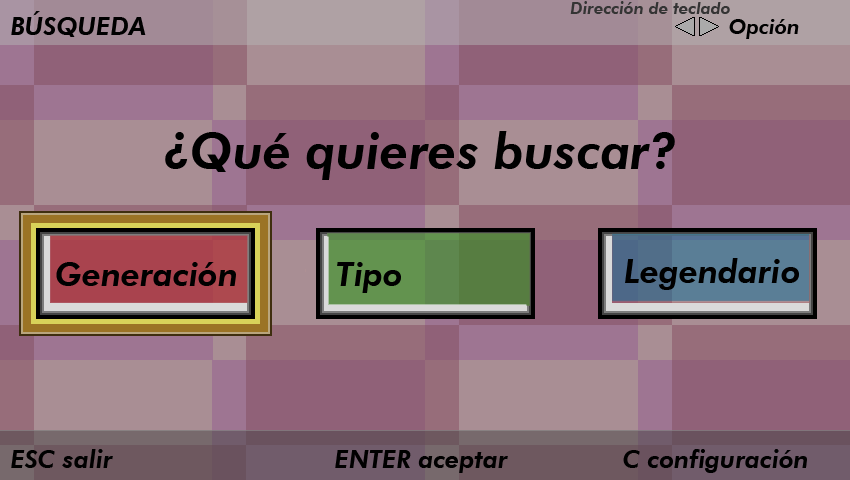 Dirección de teclado
BÚSQUEDA
Opción
¿Qué quieres buscar?
Generación
Tipo
Legendario
ESC salir
ENTER aceptar
C configuración